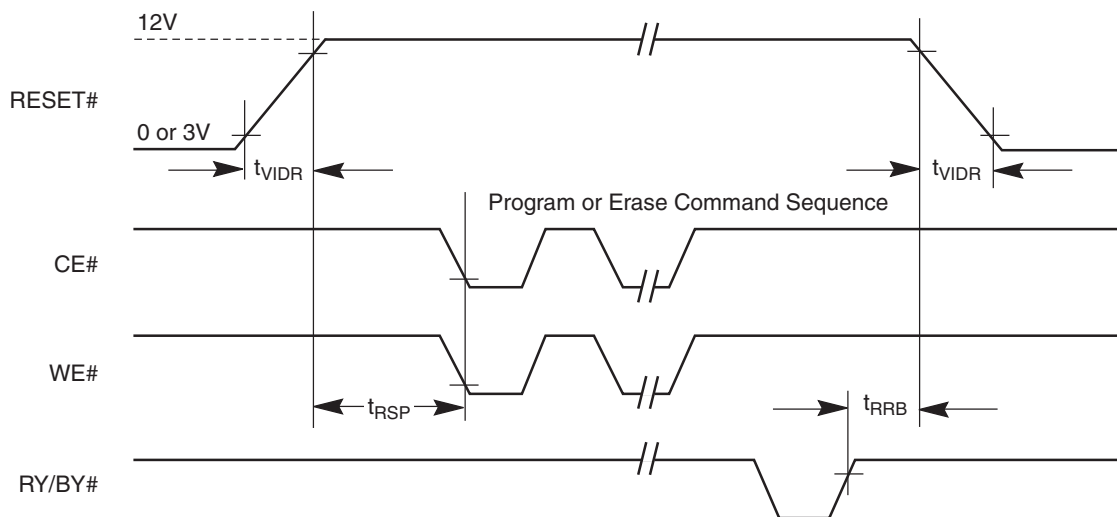 12V
RESET#
0 or 3V
tVIDR
tVIDR
Program or Erase Command Sequence
CE#
WE#
tRSP
tRRB
RY/BY#